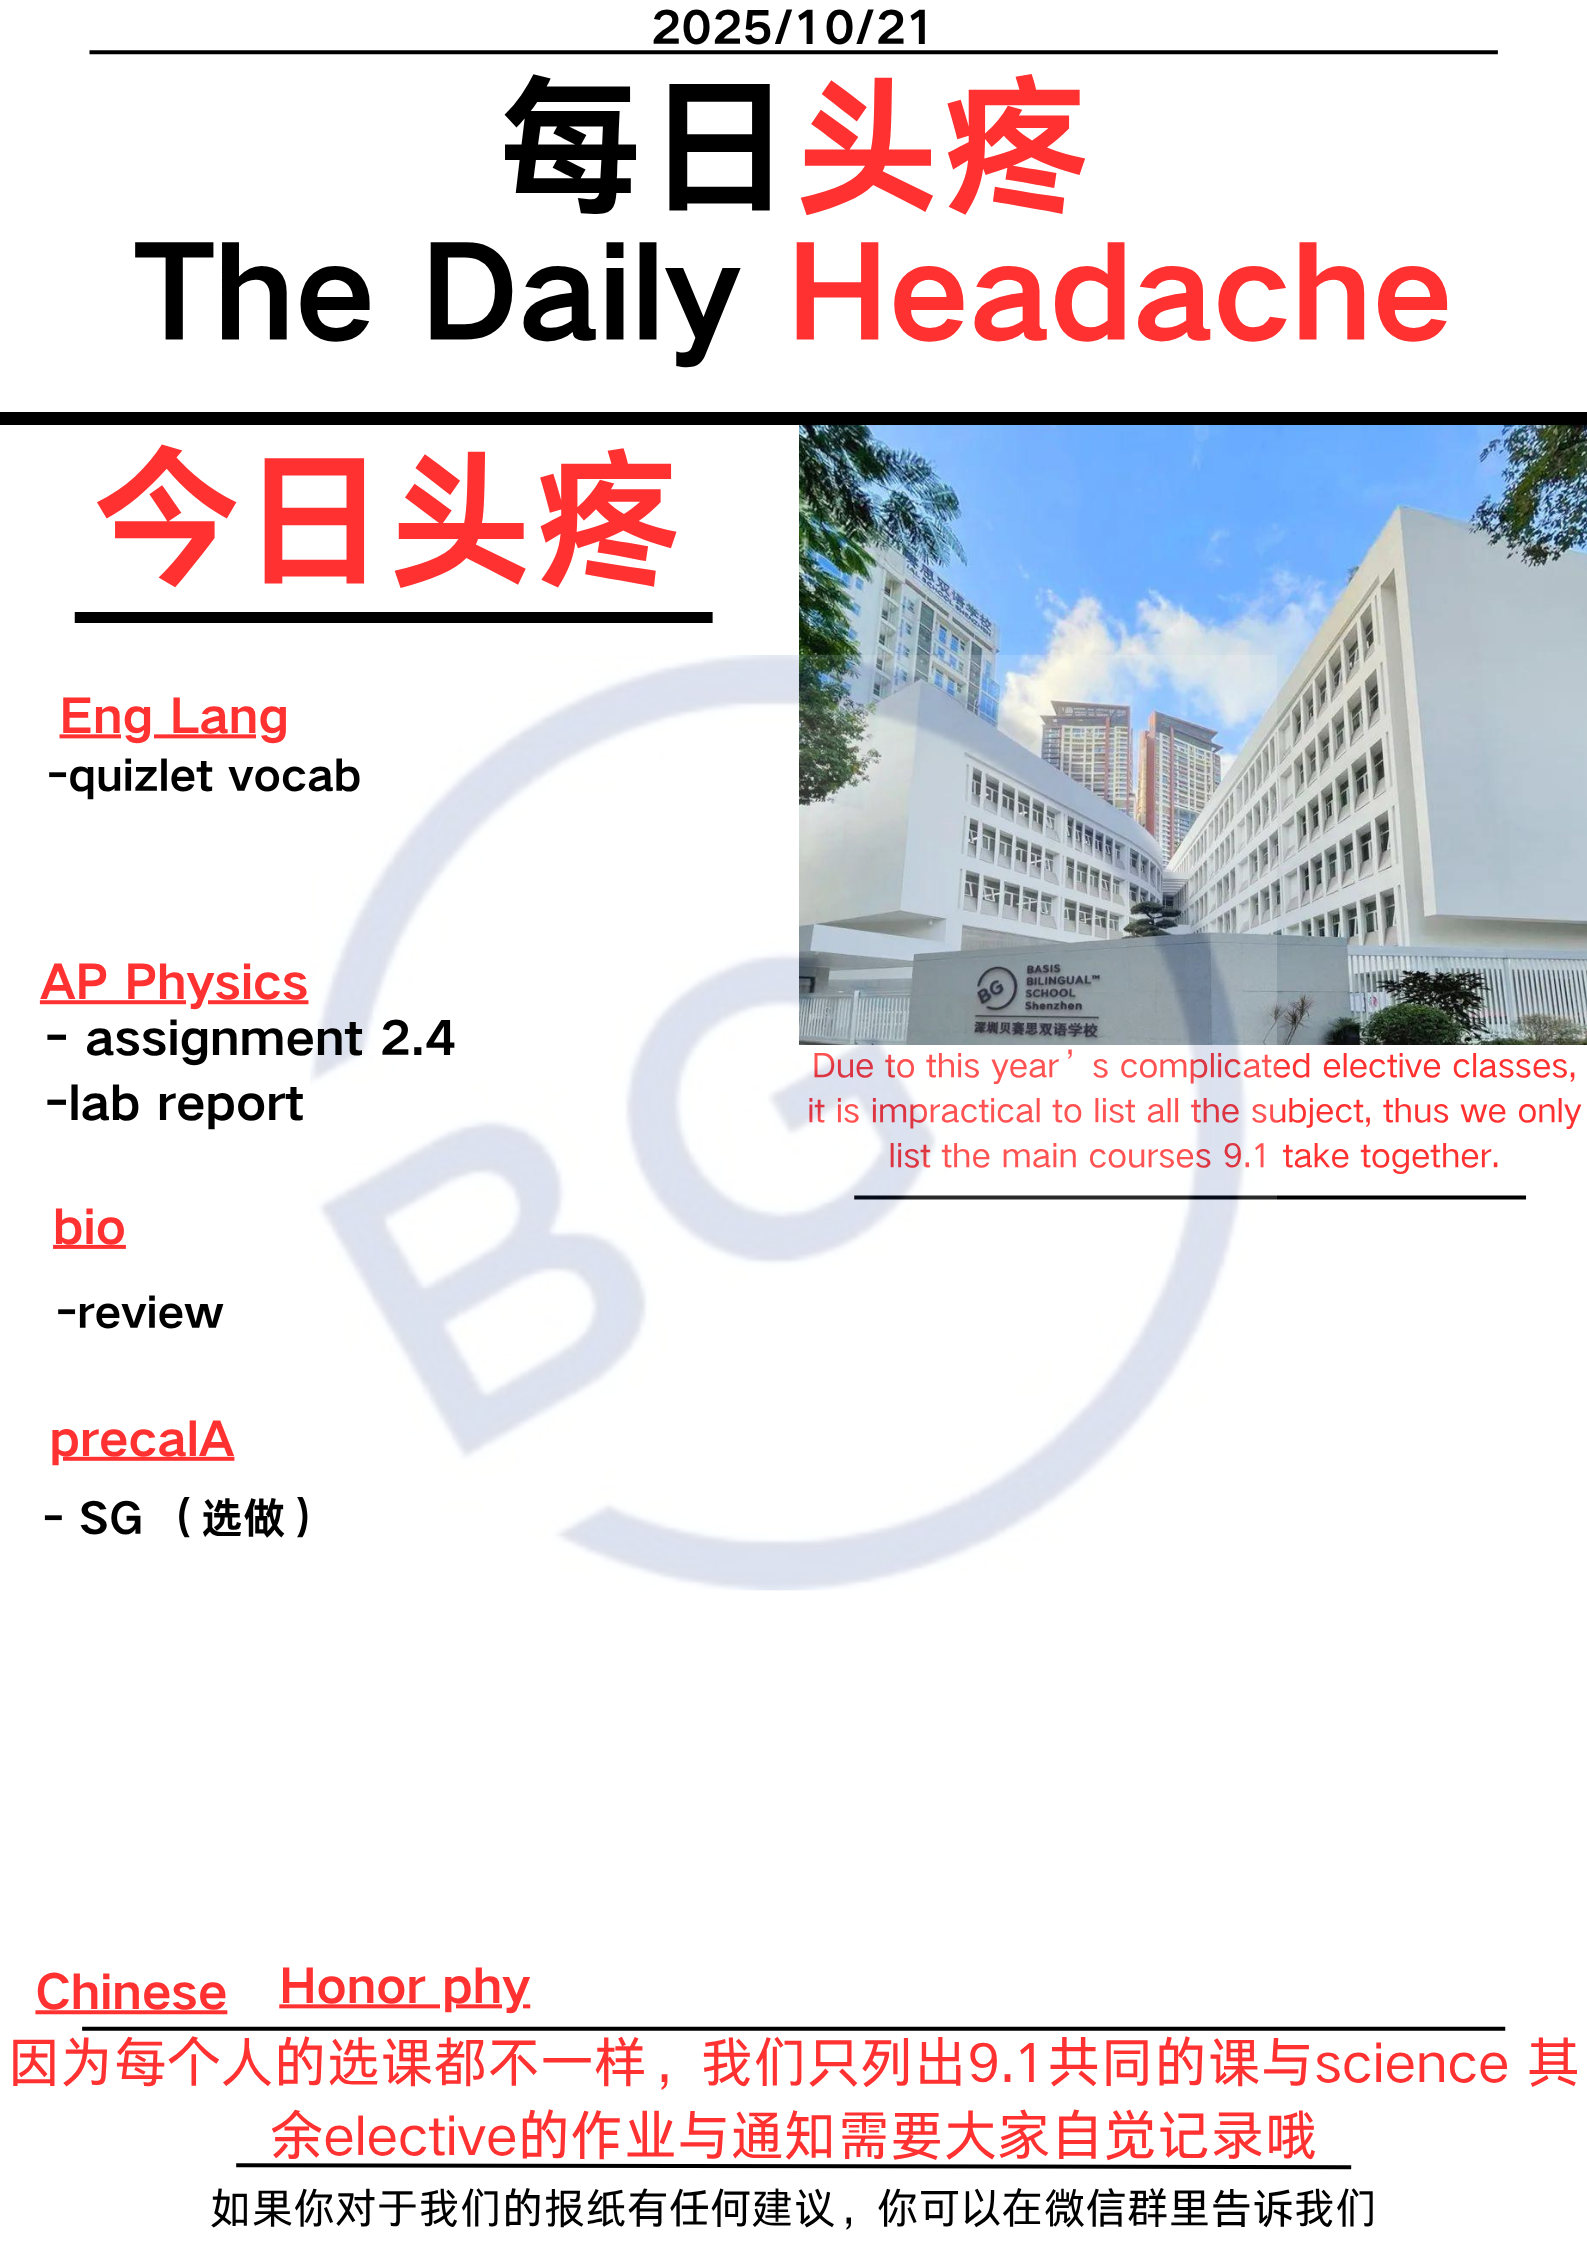 2025/10/21
每日头疼
The Daily Headache
今日头疼
Eng Lang
-quizlet vocab
AP Physics
- assignment 2.4
-lab report
bio
-review
precalA
- SG （选做）
思双语学校
BG
BASIS
BILINGUAL™
SCHOOL
Shenzhen
深圳贝赛思双语学校
Due to this year’s complicated elective classes,
it is impractical to list all the subject, thus we only
list the main courses 9.1 take together.
BG
Chinese
Honor phy
因为每个人的选课都不一样，我们只列出9.1共同的课与science 其
余elective的作业与通知需要大家自觉记录哦
如果你对于我们的报纸有任何建议，你可以在微信群里告诉我们